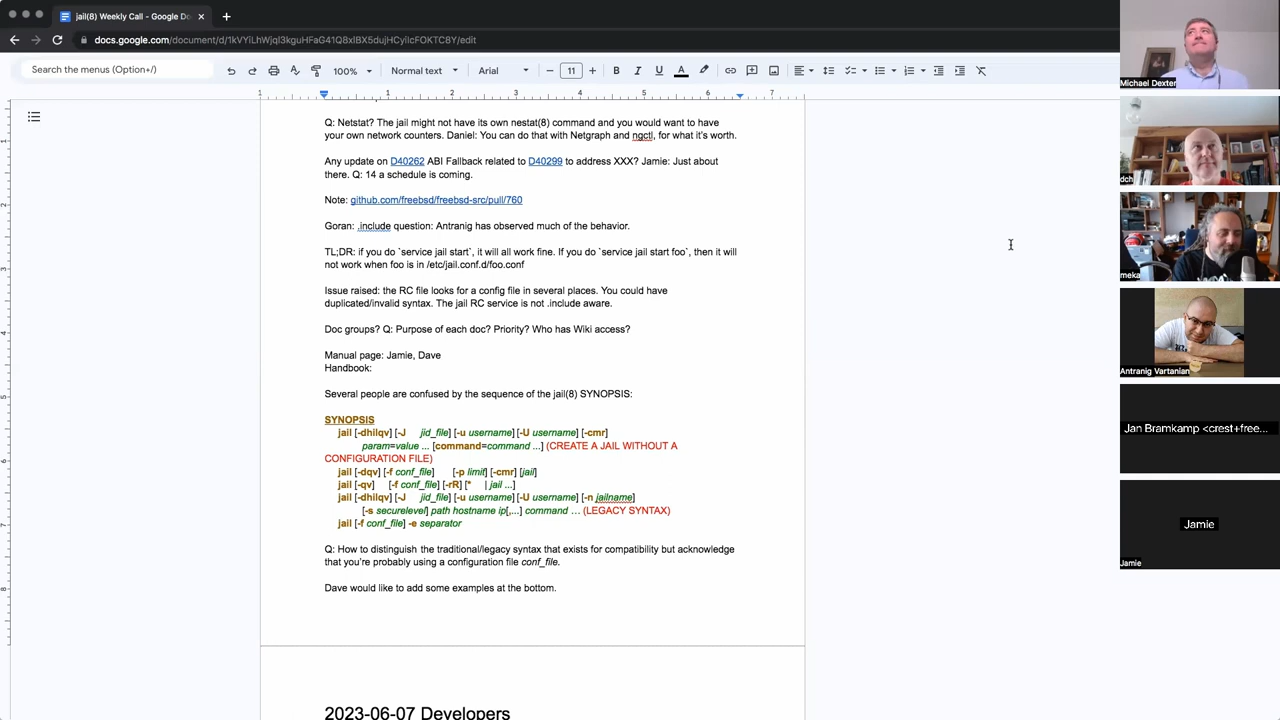 jail(8) Weekly Call - Google Do
docs.google.com/document/d/1kVYiLhWjql3kguHFaG41Q8xIBX5dujHCyilcFOKTC8Y/edit
Search the menus (Option+/)
100%
Normal text
Arial
11
B I U A
1 1 2 3 4 5 6 7
Q: Netstat? The jail might not have its own nestat(8) command and you would want to have
your own network counters. Daniel: You can do that with Netgraph and ngctl, for what it's worth.
Any update on D40262 ABI Fallback related to D40299 to address XXX? Jamie: Just about
there. Q: 14 a schedule is coming.
Note: github.com/freebsd/freebsd-src/pull/760
Goran: .include question: Antranig has observed much of the behavior.
TL;DR: if you do `service jail start`, it will all work fine. If you do `service jail start foo`, then it will
not work when foo is in /etc/jail.conf.d/foo.conf
Issue raised: the RC file looks for a config file in several places. You could have
duplicated/invalid syntax. The jail RC service is not .include aware.
Doc groups? Q: Purpose of each doc? Priority? Who has Wiki access?
Manual page: Jamie, Dave
Handbook:
Several people are confused by the sequence of the jail(8) SYNOPSIS:
SYNOPSIS
jail [-dhilqv] [-J jid_file] [-u username] [-U username] [-cmr]
param=value ... [command=command ...] (CREATE A JAIL WITHOUT A
CONFIGURATION FILE)
jail [-dqv] [-f conf_file] [-p limit] [-cmr] [jail]
jail [-qv] [-f conf_file] [-rR] [* | jail ...]
jail [-dhilqv] [-J jid_file] [-u username] [-U username] [-n jailname]
[-s securelevel] path hostname ip[,...] command … (LEGACY SYNTAX)
jail [-f conf_file] -e separator
Q: How to distinguish the traditional/legacy syntax that exists for compatibility but acknowledge
that you're probably using a configuration file conf_file.
Dave would like to add some examples at the bottom.
2023-06-07 Developers
Michael Dexter
dch
meka
Antranig Vartanian
Jan Bramkamp <crest+free...
Jamie
Jamie